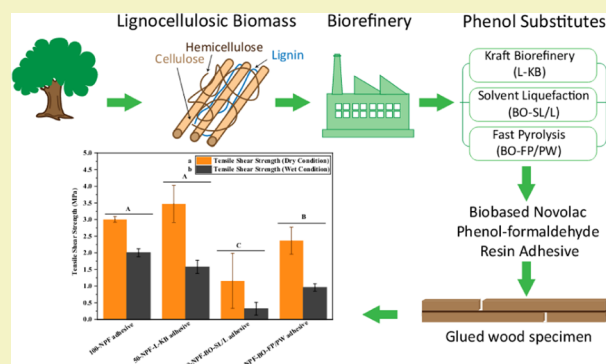 Lignocellulosic Biomass
Biorefinery
Phenol Substitutes
Hemicellulose
Cellulose
Lignin
Kraft Biorefinery
(L-KB)
Solvent Liquefaction
(BO-SL/L)
Fast Pyrolysis
(BO-FP/PW)
Biobased Novolac
Phenol-formaldehyde
Resin Adhesive
Glued wood specimen
Tensile Shear Strength (MPa)
5.0
4.5
4.0
3.5
3.0
2.5
2.0
1.5
1.0
0.5
0.0
a Tensile Shear Strength (Dry Condition)
b Tensile Shear Strength (Wet Condition)
A
A
C
B
100-NPF adhesive
50-NPF-L-KB adhesive
-NPF-BO-SL/L adhesive
-NPF-BO-FP/PW adhesive